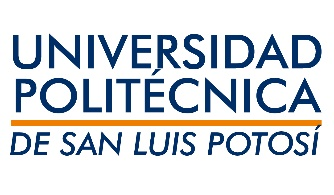 UNIVERSIDAD
POLITÉCNICA
DE SAN LUIS POTOSÍ